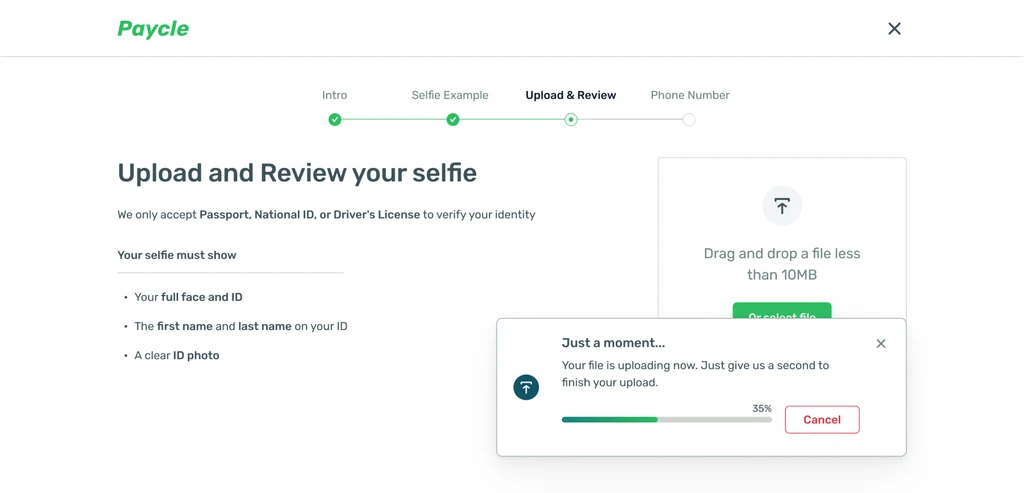 Paycle
Intro
Selfie Example
Upload & Review
Phone Number
Upload and Review your selfie
We only accept Passport, National ID, or Driver's License to verify your identity
Your selfie must show
• Your full face and ID
• The first name and last name on your ID
• A clear ID photo
Drag and drop a file less
than 10MB
Or select file
Just a moment...
Your file is uploading now. Just give us a second to
finish your upload.
35%
Cancel